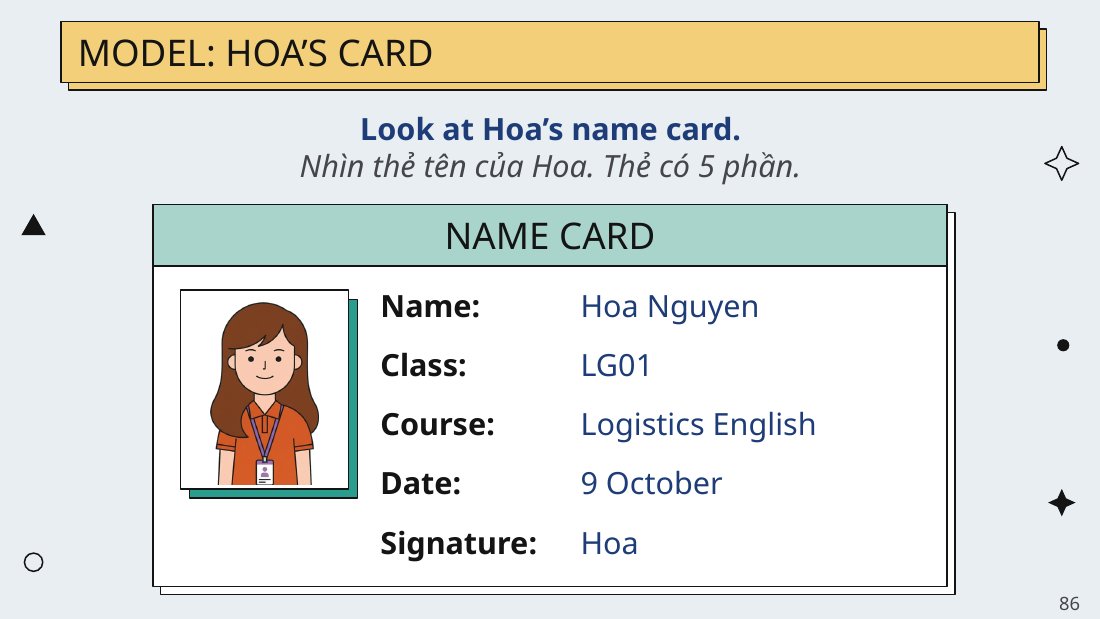 MODEL: HOA’S CARD
Look at Hoa’s name card.
Nhìn thẻ tên của Hoa. Thẻ có 5 phần.
NAME CARD
Name: Hoa Nguyen
Class: LG01
Course: Logistics English
Date: 9 October
Signature: Hoa
86